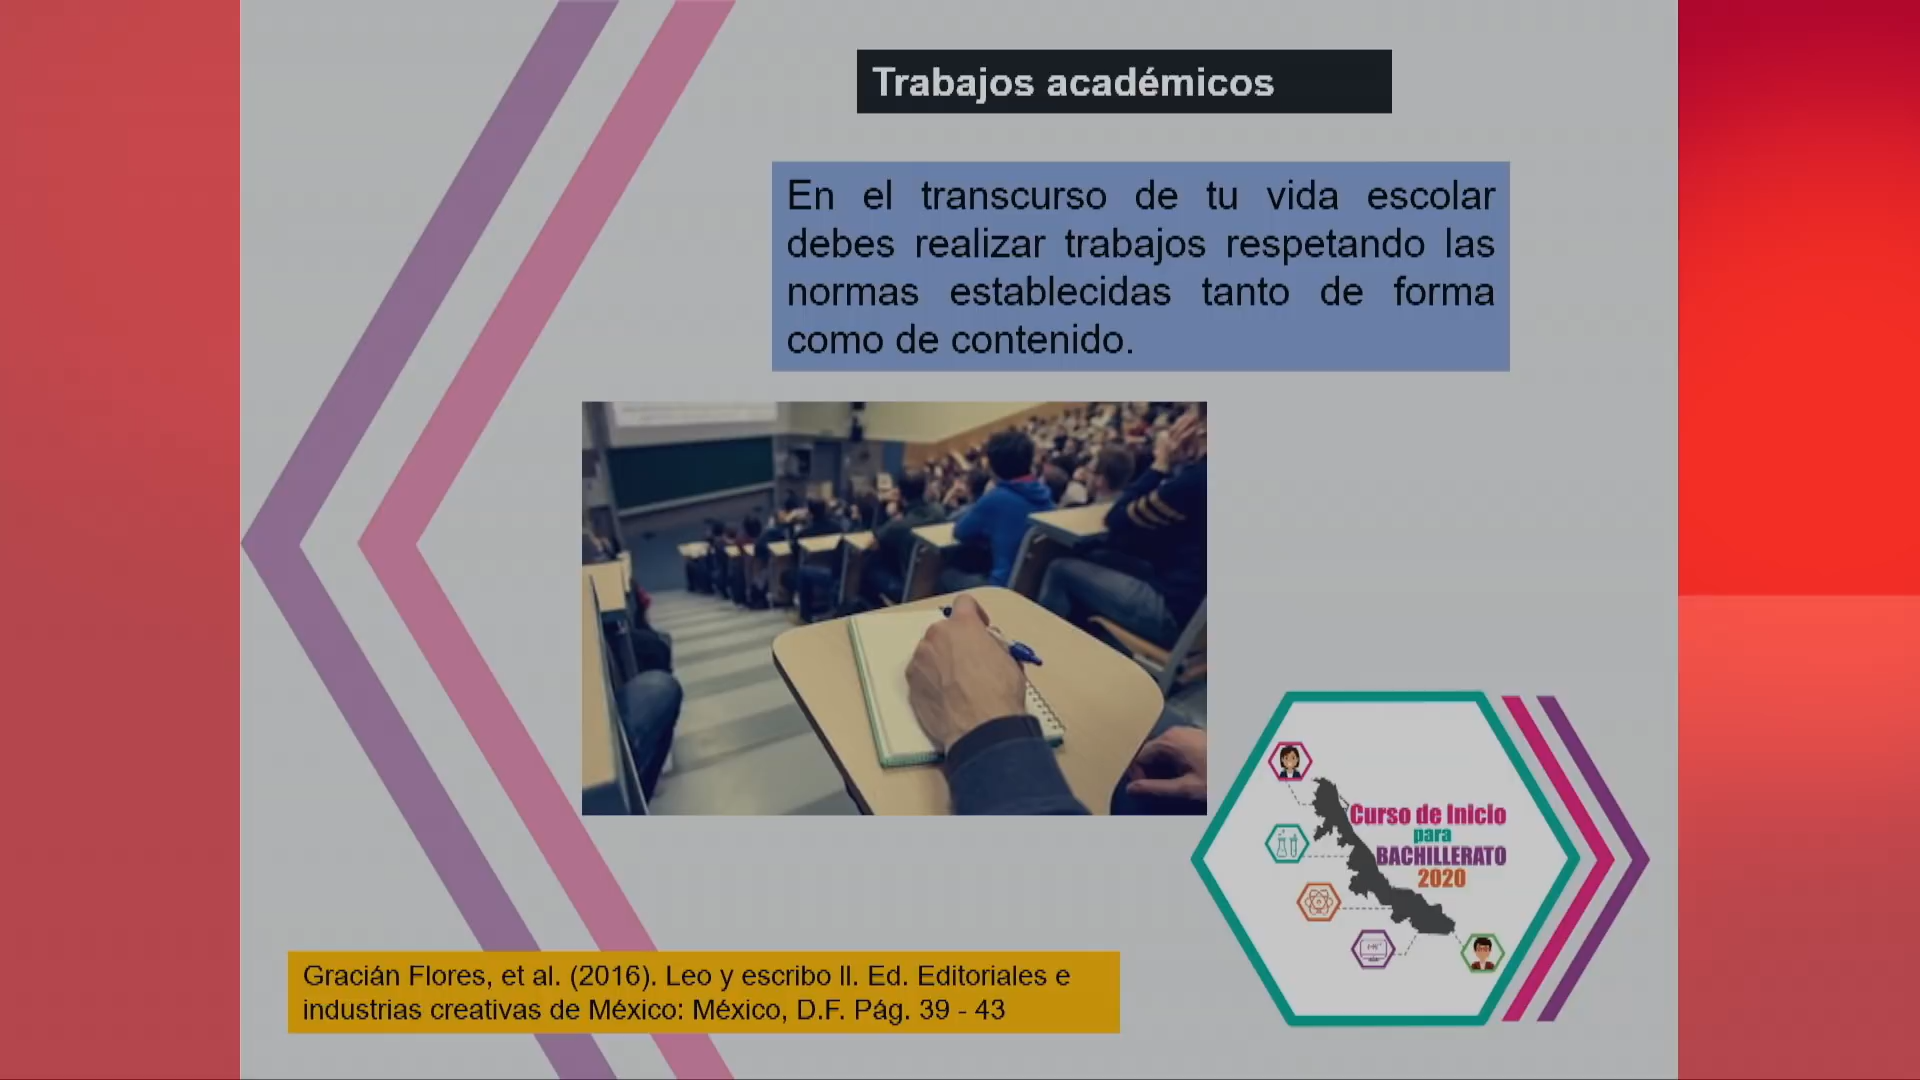 Trabajos académicos
En el transcurso de tu vida escolar
debes realizar trabajos respetando las
normas establecidas tanto de forma
como de contenido.
Curso de Inicio
para
BACHILLERATO
2020
Gracián Flores, et al. (2016). Leo y escribo II. Ed. Editoriales e
industrias creativas de México: México, D.F. Pág. 39 - 43